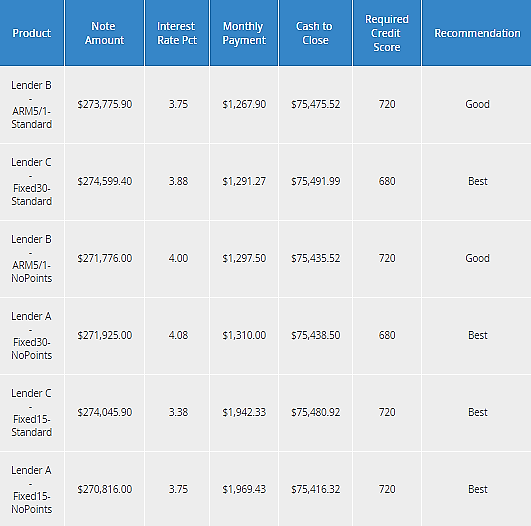 Product Note Amount Interest Rate Pct Monthly Payment Cash to Close Required Credit Score Recommendation
Lender B - ARM5/1-Standard $273,775.90 3.75 $1,267.90 $75,475.52 720 Good
Lender C - Fixed30-Standard $274,599.40 3.88 $1,291.27 $75,491.99 680 Best
Lender B - ARM5/1-NoPoints $271,776.00 4.00 $1,297.50 $75,435.52 720 Good
Lender A - Fixed30-NoPoints $271,925.00 4.08 $1,310.00 $75,438.50 680 Best
Lender C - Fixed15-Standard $274,045.90 3.38 $1,942.33 $75,480.92 720 Best
Lender A - Fixed15-NoPoints $270,816.00 3.75 $1,969.43 $75,416.32 720 Best